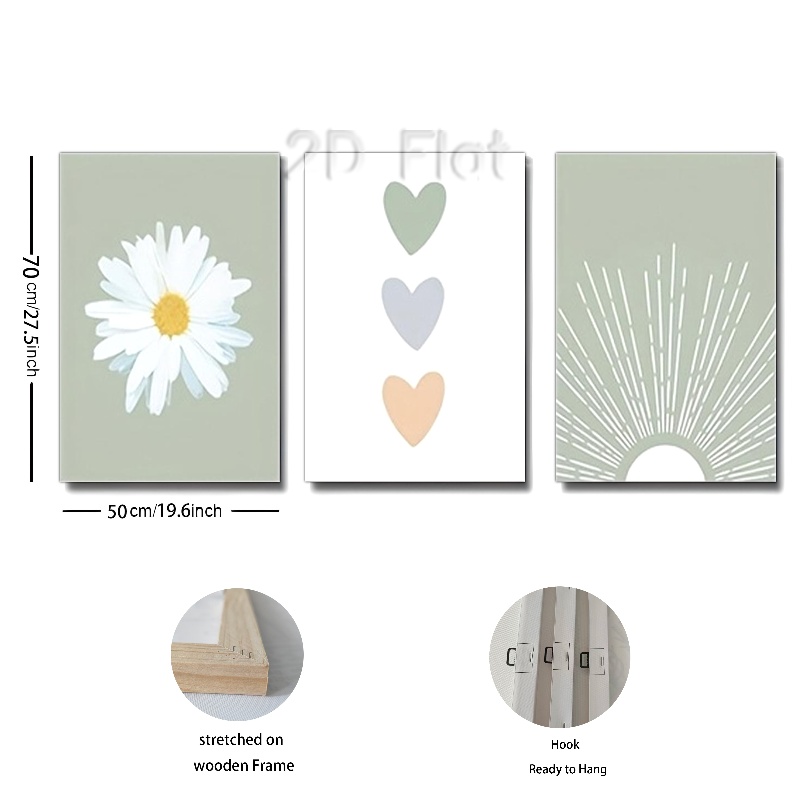 2D Flat
70 cm/27.5inch
50cm/19.6inch
stretched on
wooden Frame
Hook
Ready to Hang